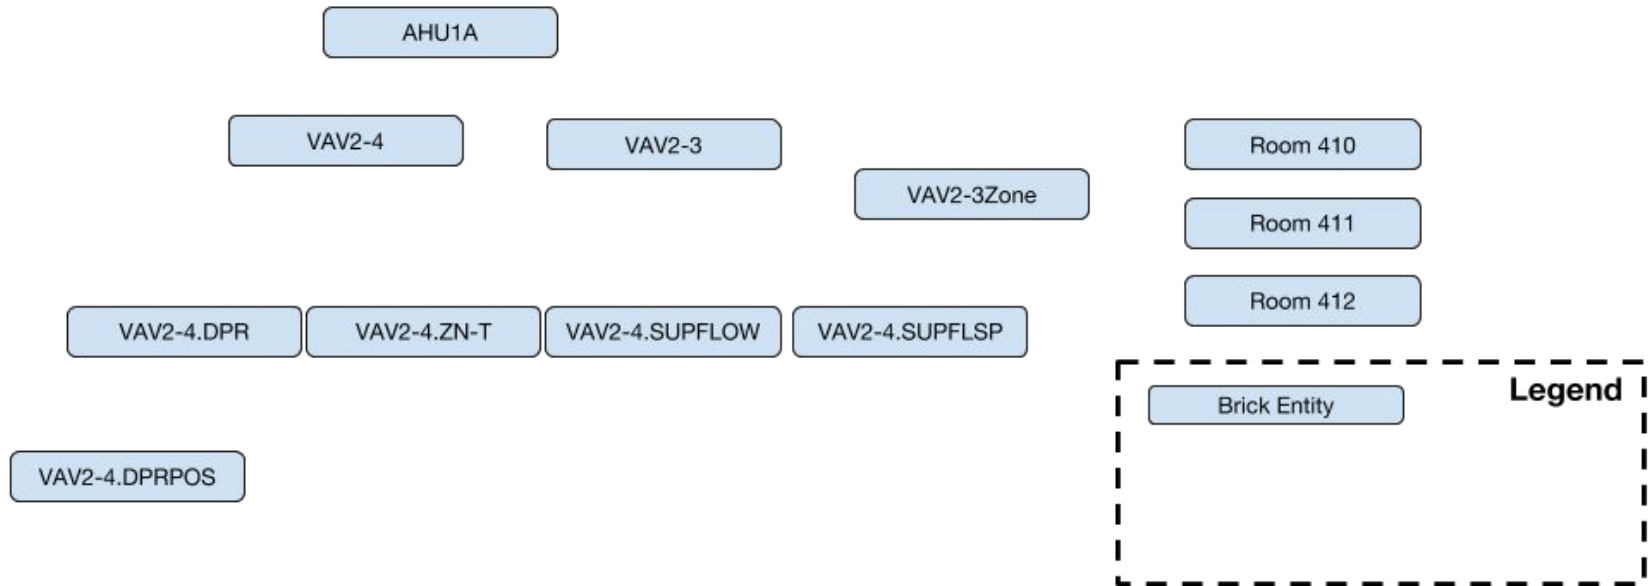 AHU1A
VAV2-4
VAV2-3
Room 410
VAV2-3Zone
Room 411
Room 412
VAV2-4.DPR
VAV2-4.ZN-T
VAV2-4.SUPFLOW
VAV2-4.SUPFLSP
Legend
Brick Entity
VAV2-4.DPRPOS